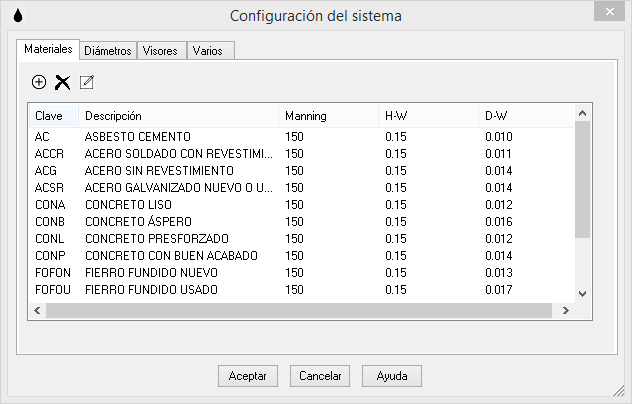 Configuración del sistema
Materiales Diámetros Visores Varios
Clave Descripción Manning H-W D-W
AC ASBESTO CEMENTO 150 0.15 0.010
ACCR ACERO SOLDADO CON REVESTIMI... 150 0.15 0.011
ACG ACERO SIN REVESTIMIENTO 150 0.15 0.014
ACSR ACERO GALVANIZADO NUEVO O U... 150 0.15 0.014
CONA CONCRETO LISO 150 0.15 0.012
CONB CONCRETO ÁSPERO 150 0.15 0.016
CONL CONCRETO PRESFORZADO 150 0.15 0.012
CONP CONCRETO CON BUEN ACABADO 150 0.15 0.014
FOFON FIERRO FUNDIDO NUEVO 150 0.15 0.013
FOFOU FIERRO FUNDIDO USADO 150 0.15 0.017
Aceptar Cancelar Ayuda